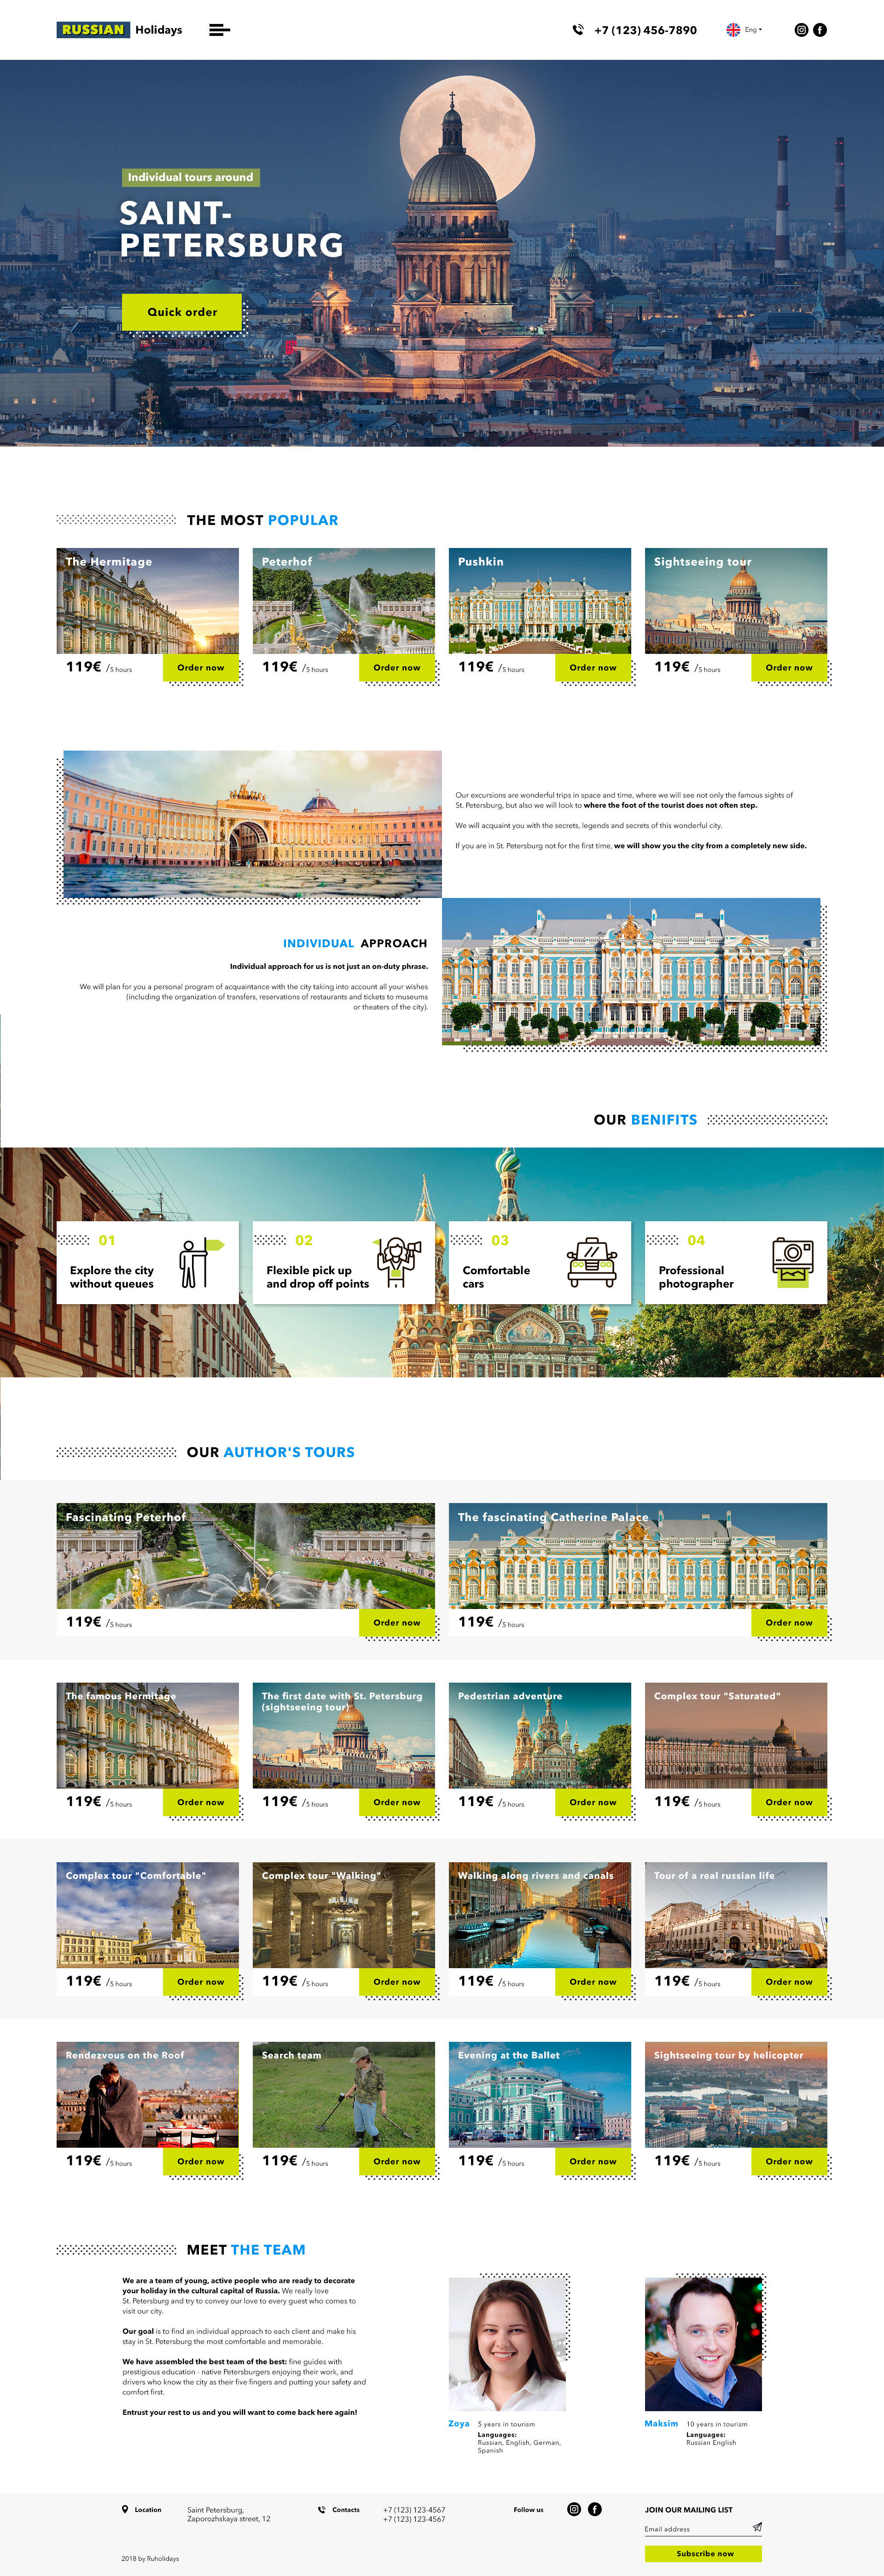 RUSSIAN Holidays
+7 (123) 456-7890
Eng
Individual tours around
SAINT-
PETERSBURG
Quick order
THE MOST POPULAR
The Hermitage
119€ /5 hours
Order now
Peterhof
119€ /5 hours
Order now
Pushkin
119€ /5 hours
Order now
Sightseeing tour
119€ /5 hours
Order now
Our excursions are wonderful trips in space and time, where we will see not only the famous sights of
St. Petersburg, but also we will look to where the foot of the tourist does not often step.
We will acquaint you with the secrets, legends and secrets of this wonderful city.
If you are in St. Petersburg not for the first time, we will show you the city from a completely new side.
INDIVIDUAL APPROACH
Individual approach for us is not just an on-duty phrase.
We will plan for you a personal program of acquaintance with the city taking into account all your wishes
(including the organization of transfers, reservations of restaurants and tickets to museums
or theaters of the city).
OUR BENIFITS
01
Explore the city
without queues
02
Flexible pick up
and drop off points
03
Comfortable
cars
04
Professional
photographer
OUR AUTHOR'S TOURS
Fascinating Peterhof
119€ /5 hours
Order now
The fascinating Catherine Palace
119€ /5 hours
Order now
The famous Hermitage
119€ /5 hours
Order now
The first date with St. Petersburg
(sightseeing tour)
119€ /5 hours
Order now
Pedestrian adventure
119€ /5 hours
Order now
Complex tour "Saturated"
119€ /5 hours
Order now
Complex tour "Comfortable"
119€ /5 hours
Order now
Complex tour "Walking"
119€ /5 hours
Order now
Walking along rivers and canals
119€ /5 hours
Order now
Tour of a real russian life
119€ /5 hours
Order now
Rendezvous on the Roof
119€ /5 hours
Order now
Search team
119€ /5 hours
Order now
Evening at the Ballet
119€ /5 hours
Order now
Sightseeing tour by helicopter
119€ /5 hours
Order now
MEET THE TEAM
We are a team of young, active people who are ready to decorate
your holiday in the cultural capital of Russia. We really love
St. Petersburg and try to convey our love to every guest who comes to
visit our city.
Our goal is to find an individual approach to each client and make his
stay in St. Petersburg the most comfortable and memorable.
We have assembled the best team of the best: fine guides with
prestigious education - native Petersburgers enjoying their work, and
drivers who know the city as their five fingers and putting your safety and
comfort first.
Entrust your rest to us and you will want to come back here again!
Zoya 5 years in tourism
Languages:
Russian, English, German,
Spanish
Maksim 10 years in tourism
Languages:
Russian English
Location
Saint Petersburg,
Zaporozhskaya street, 12
Contacts
+7 (123) 123-4567
+7 (123) 123-4567
Follow us
JOIN OUR MAILING LIST
Email address
Subscribe now
2018 by Ruholidays